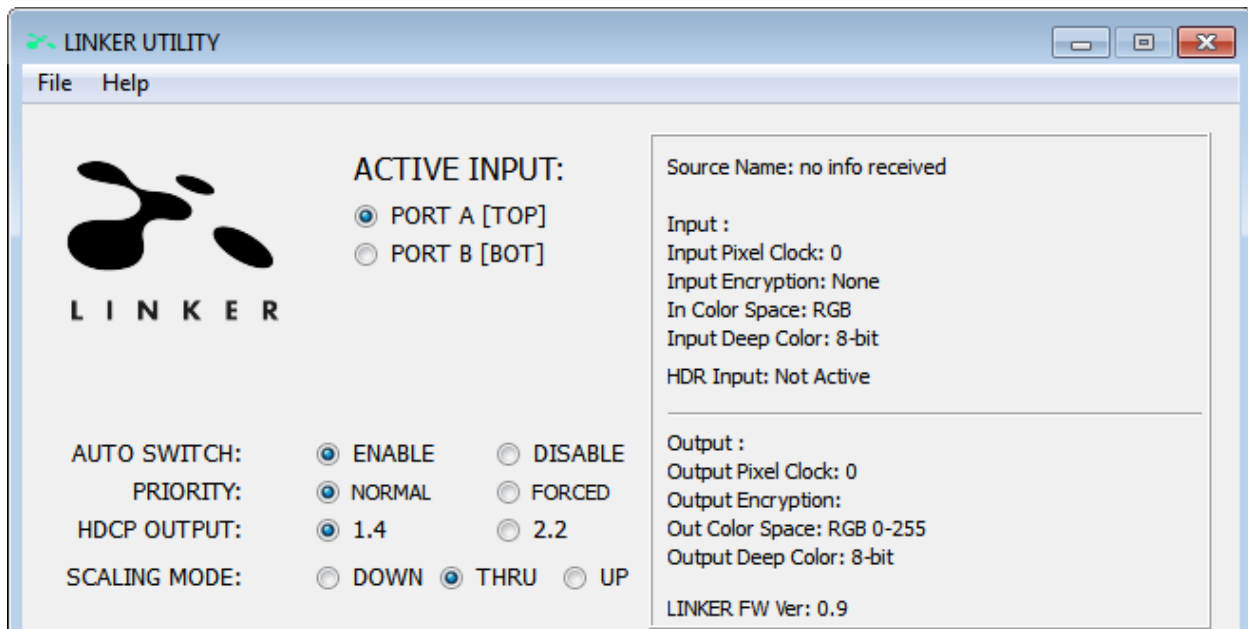 LINKER UTILITY
File Help
LINKER
ACTIVE INPUT:
PORT A [TOP]
PORT B [BOT]
AUTO SWITCH: ENABLE DISABLE
PRIORITY: NORMAL FORCED
HDCP OUTPUT: 1.4 2.2
SCALING MODE: DOWN THRU UP
Source Name: no info received
Input :
Input Pixel Clock: 0
Input Encryption: None
In Color Space: RGB
Input Deep Color: 8-bit
HDR Input: Not Active
Output :
Output Pixel Clock: 0
Output Encryption:
Out Color Space: RGB 0-255
Output Deep Color: 8-bit
LINKER FW Ver: 0.9